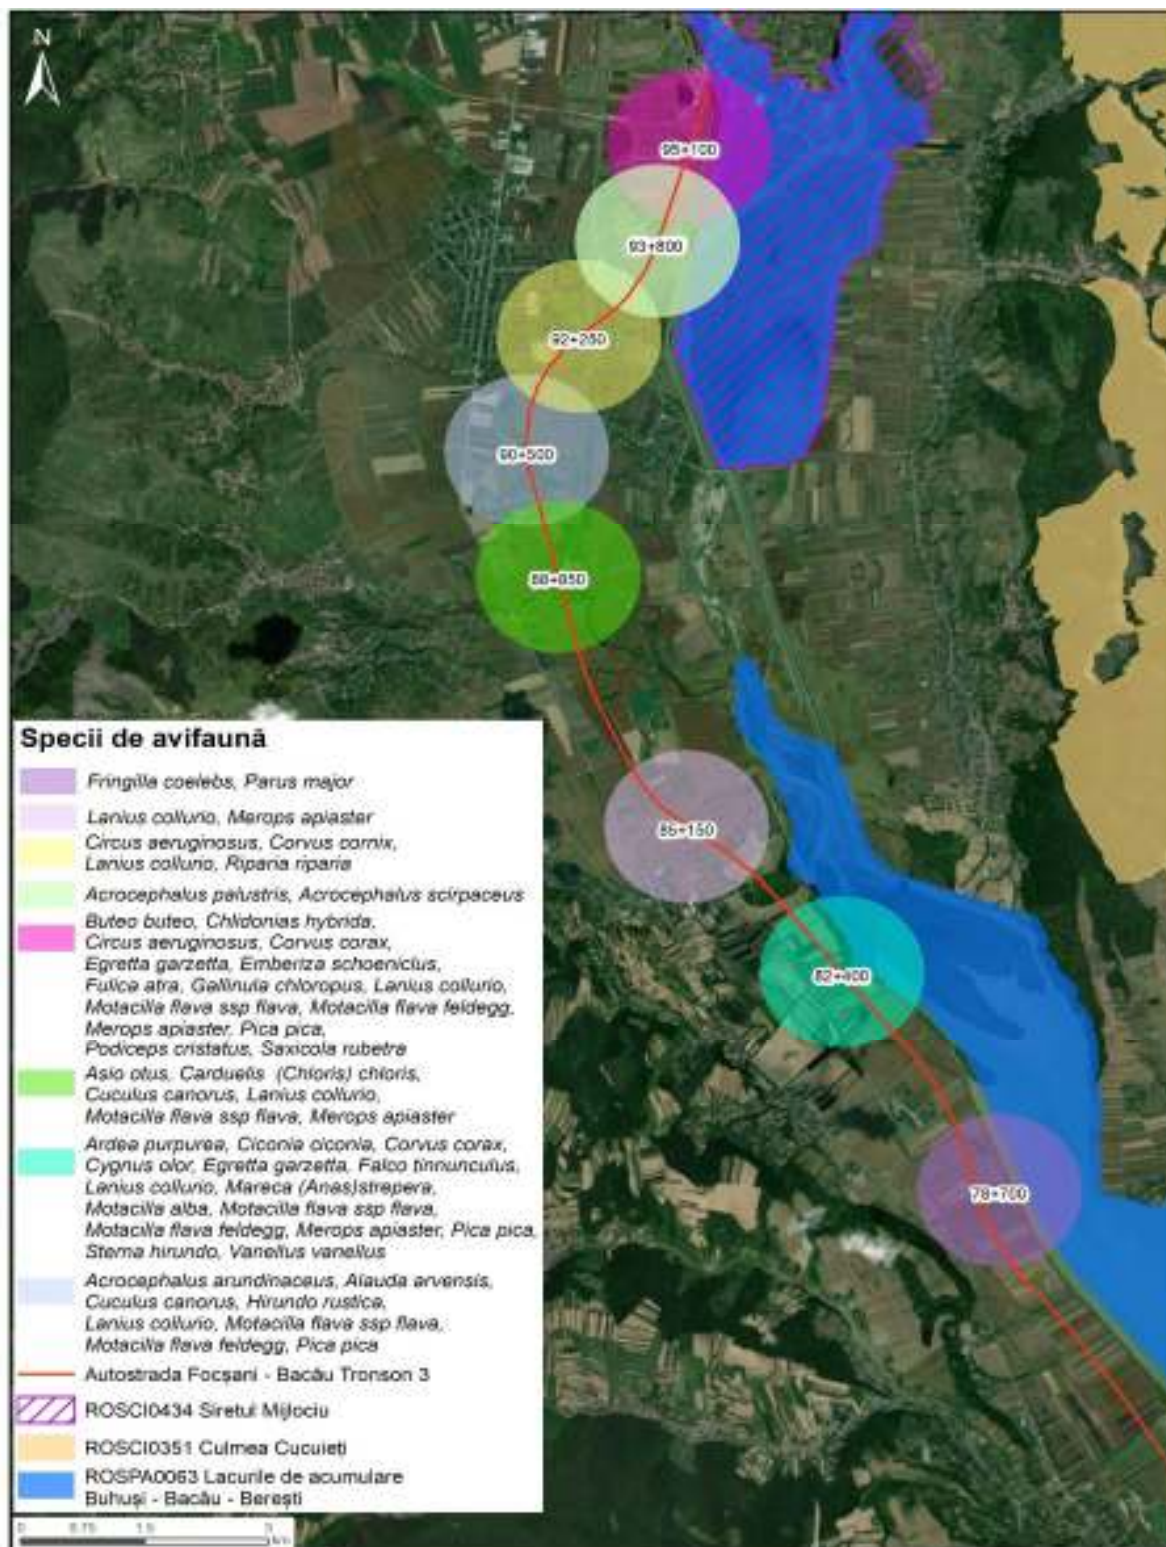 N
95+100
93+800
92+250
90+500
88+850
85+150
82+400
78+700
Specii de avifaună
Fringilla coelebs, Parus major
Lanius collurio, Merops apiaster
Circus aeruginosus, Corvus cornix,
Lanius collurio, Riparia riparia
Acrocephalus palustris, Acrocephalus scirpaceus
Buteo buteo, Chlidonias hybrida,
Circus aeruginosus, Corvus corax,
Egretta garzetta, Emberiza schoeniclus,
Fulica atra, Gallinula chloropus, Lanius collurio,
Motacilla flava ssp flava, Motacilla flava feldegg,
Merops apiaster, Pica pica,
Podiceps cristatus, Saxicola rubetra
Asio otus, Carduelis (Chloris) chloris,
Cuculus canorus, Lanius collurio,
Motacilla flava ssp flava, Merops apiaster
Ardea purpurea, Ciconia ciconia, Corvus corax,
Cygnus olor, Egretta garzetta, Falco tinnunculus,
Lanius collurio, Mareca (Anas)strepera,
Motacilla alba, Motacilla flava ssp flava,
Motacilla flava feldegg, Merops apiaster, Pica pica,
Sterna hirundo, Vanellus vanellus
Acrocephalus arundinaceus, Alauda arvensis,
Cuculus canorus, Hirundo rustica,
Lanius collurio, Motacilla flava ssp flava,
Motacilla flava feldegg, Pica pica
Autostrada Focșani - Bacău Tronson 3
ROSCI0434 Siretul Mijlociu
ROSCI0351 Culmea Cucuieți
ROSPA0063 Lacurile de acumulare
Buhuși - Bacău - Berești
0 0.75 1.5 3
km